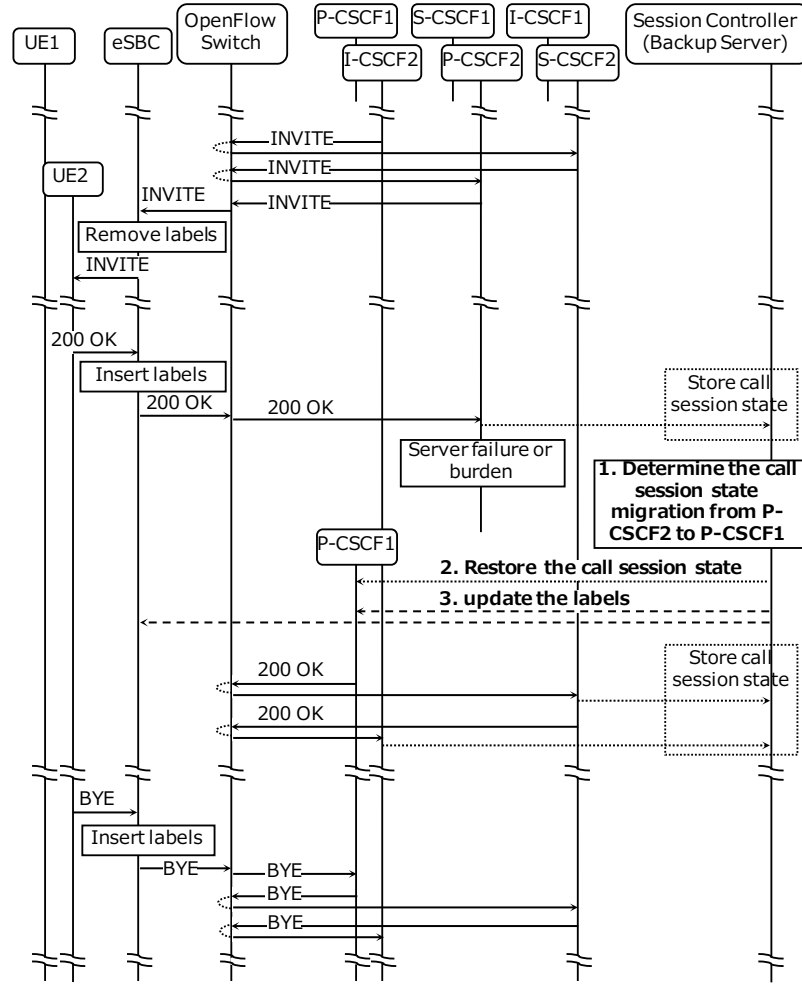 UE1
eSBC
OpenFlow
Switch
P-CSCF1
S-CSCF1
I-CSCF1
Session Controller
(Backup Server)
I-CSCF2
P-CSCF2
S-CSCF2
INVITE
INVITE
UE2
INVITE
INVITE
Remove labels
INVITE
200 OK
Insert labels
Store call
session state
200 OK
200 OK
Server failure or
burden
1. Determine the call
session state
migration from P-
CSCF2 to P-CSCF1
P-CSCF1
2. Restore the call session state
3. update the labels
Store call
session state
200 OK
200 OK
BYE
Insert labels
BYE
BYE
BYE
BYE